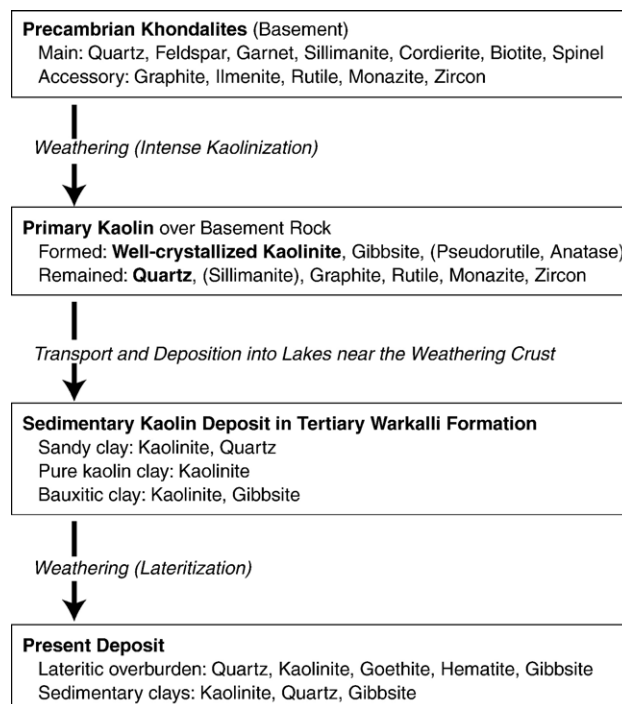 Precambrian Khondalites (Basement)
Main: Quartz, Feldspar, Garnet, Sillimanite, Cordierite, Biotite, Spinel
Accessory: Graphite, Ilmenite, Rutile, Monazite, Zircon
Weathering (Intense Kaolinization)
Primary Kaolin over Basement Rock
Formed: Well-crystallized Kaolinite, Gibbsite, (Pseudorutile, Anatase)
Remained: Quartz, (Sillimanite), Graphite, Rutile, Monazite, Zircon
Transport and Deposition into Lakes near the Weathering Crust
Sedimentary Kaolin Deposit in Tertiary Warkalli Formation
Sandy clay: Kaolinite, Quartz
Pure kaolin clay: Kaolinite
Bauxitic clay: Kaolinite, Gibbsite
Weathering (Lateritization)
Present Deposit
Lateritic overburden: Quartz, Kaolinite, Goethite, Hematite, Gibbsite
Sedimentary clays: Kaolinite, Quartz, Gibbsite